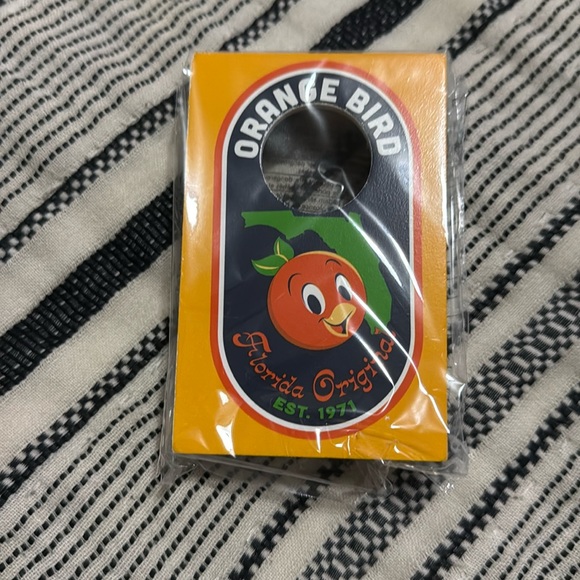 ORANGE BIRD
Florida Original
EST. 1971